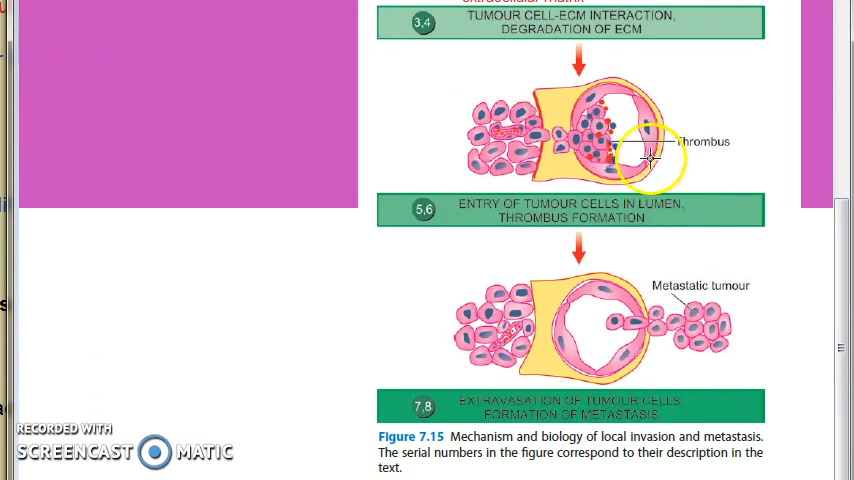 extracellular matrix
3,4
TUMOUR CELL-ECM INTERACTION,
DEGRADATION OF ECM
Thrombus
5,6
ENTRY OF TUMOUR CELLS IN LUMEN,
THROMBUS FORMATION
Metastatic tumour
7,8
EXTRAVASATION OF TUMOUR CELLS,
FORMATION OF METASTASIS
Figure 7.15 Mechanism and biology of local invasion and metastasis.
The serial numbers in the figure correspond to their description in the
text.
RECORDED WITH
SCREENCAST MATIC